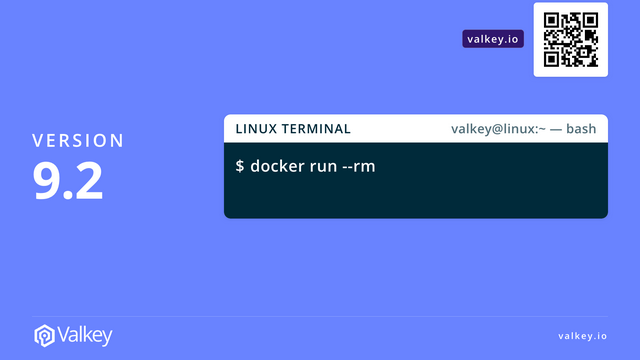 valkey.io
LINUX TERMINAL
valkey@linux:~ — bash
$ docker run --rm
VERSION
9.2
Valkey
valkey.io